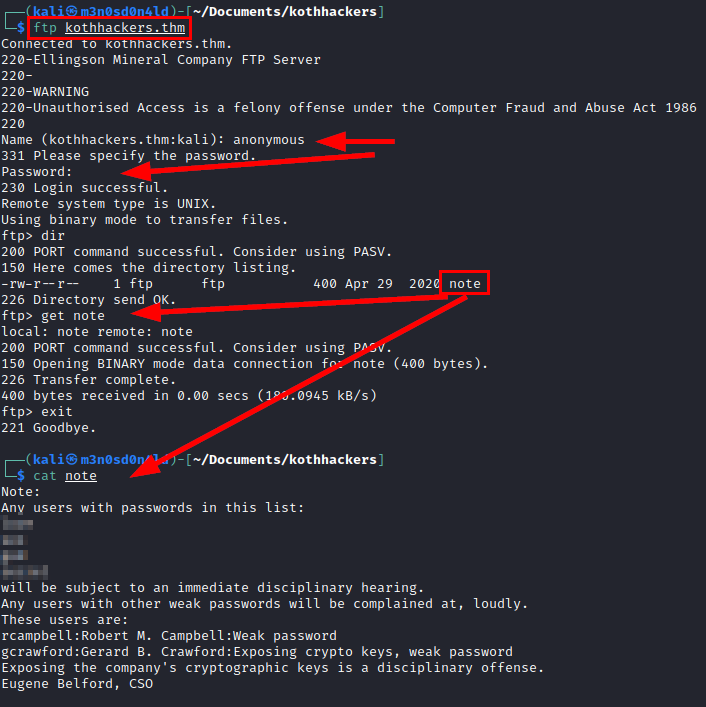 (kali㉿m3n0sd0n4ld)-[~/Documents/kothhackers]
$ ftp kothhackers.thm
Connected to kothhackers.thm.
220-Ellingson Mineral Company FTP Server
220-
220-WARNING
220-Unauthorised Access is a felony offense under the Computer Fraud and Abuse Act 1986
220
Name (kothhackers.thm:kali): anonymous
331 Please specify the password.
Password:
230 Login successful.
Remote system type is UNIX.
Using binary mode to transfer files.
ftp> dir
200 PORT command successful. Consider using PASV.
150 Here comes the directory listing.
-rw-r--r-- 1 ftp ftp 400 Apr 29 2020 note
226 Directory send OK.
ftp> get note
local: note remote: note
200 PORT command successful. Consider using PASV.
150 Opening BINARY mode data connection for note (400 bytes).
226 Transfer complete.
400 bytes received in 0.00 secs (180.0945 kB/s)
ftp> exit
221 Goodbye.
(kali㉿m3n0sd0n4ld)-[~/Documents/kothhackers]
$ cat note
Note:
Any users with passwords in this list:
will be subject to an immediate disciplinary hearing.
Any users with other weak passwords will be complained at, loudly.
These users are:
rcampbell:Robert M. Campbell:Weak password
gcrawford:Gerard B. Crawford:Exposing crypto keys, weak password
Exposing the company's cryptographic keys is a disciplinary offense.
Eugene Belford, CSO